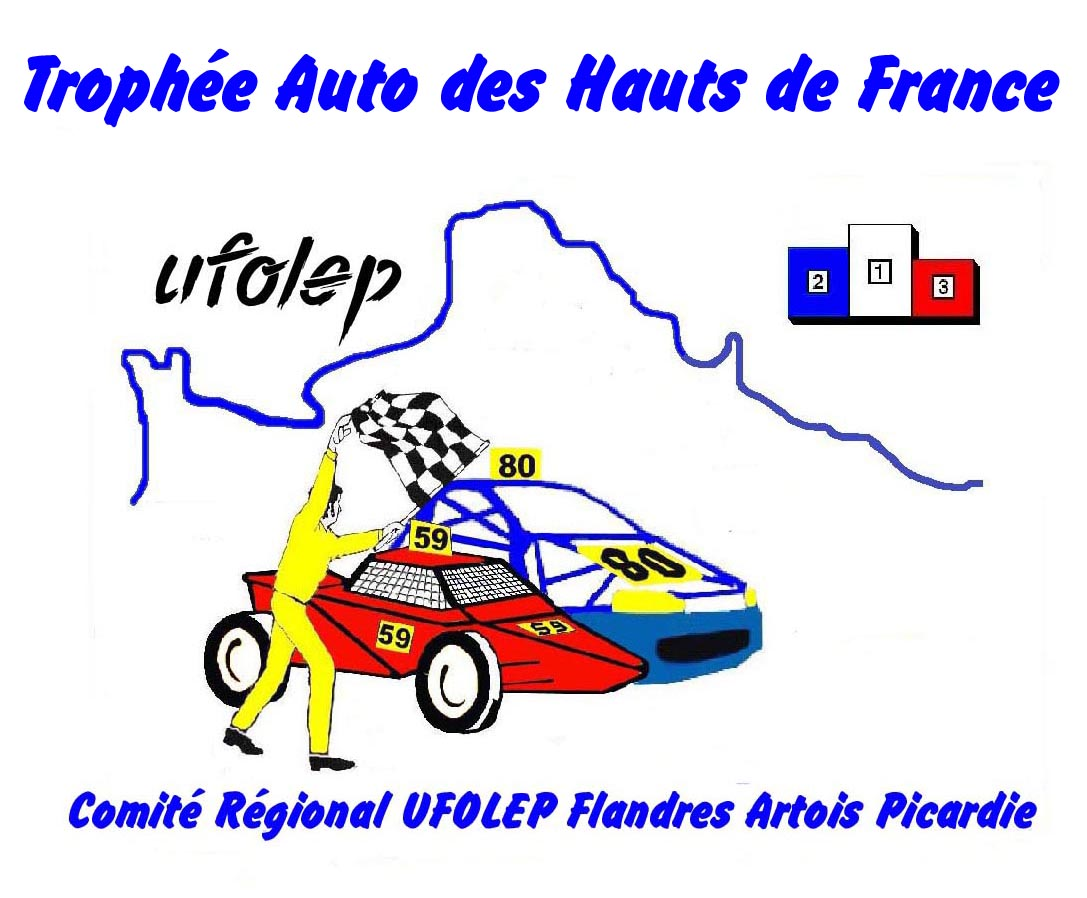 Trophée Auto des Hauts de France
ufolep
2
1
3
80
59
80
59
59
Comité Régional UFOLEP Flandres Artois Picardie